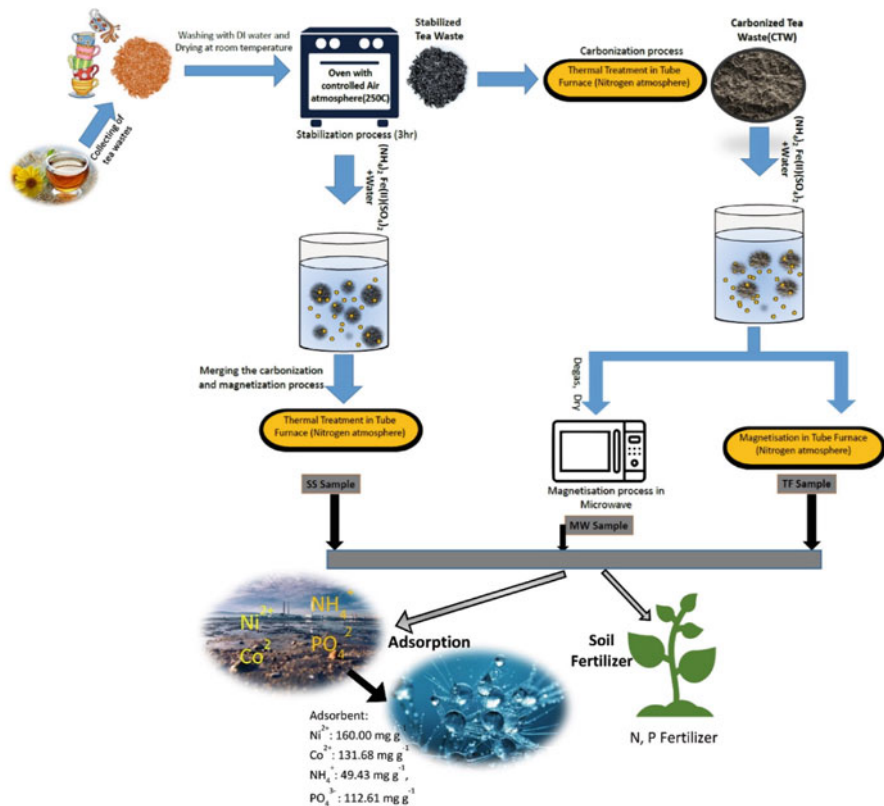 Washing with DI water and
Drying at room temperature
Collecting of
tea wastes
Oven with
controlled Air
atmosphere(250C)
Stabilization process (3hr)
Stabilized
Tea Waste
Carbonization process
Thermal Treatment in Tube
Furnace (Nitrogen atmosphere)
Carbonized Tea
Waste(CTW)
(NH₄)₂ Fe(II)(SO₄)₂
+Water
(NH₄)₂ Fe(II)(SO₄)₂
+Water
Merging the carbonization
and magnetization process
Thermal Treatment in Tube
Furnace (Nitrogen atmosphere)
Degas, Dry
Magnetisation process in
Microwave
Magnetisation in Tube Furnace
(Nitrogen atmosphere)
SS Sample
MW Sample
TF Sample
Ni²⁺
Co²
NH₄⁺
PO₄²
Adsorption
Soil
Fertilizer
N, P Fertilizer
Adsorbent:
Ni²⁺: 160.00 mg g⁻¹
Co²⁺: 131.68 mg g⁻¹
NH₄⁺: 49.43 mg g⁻¹,
PO₄³⁻: 112.61 mg g⁻¹